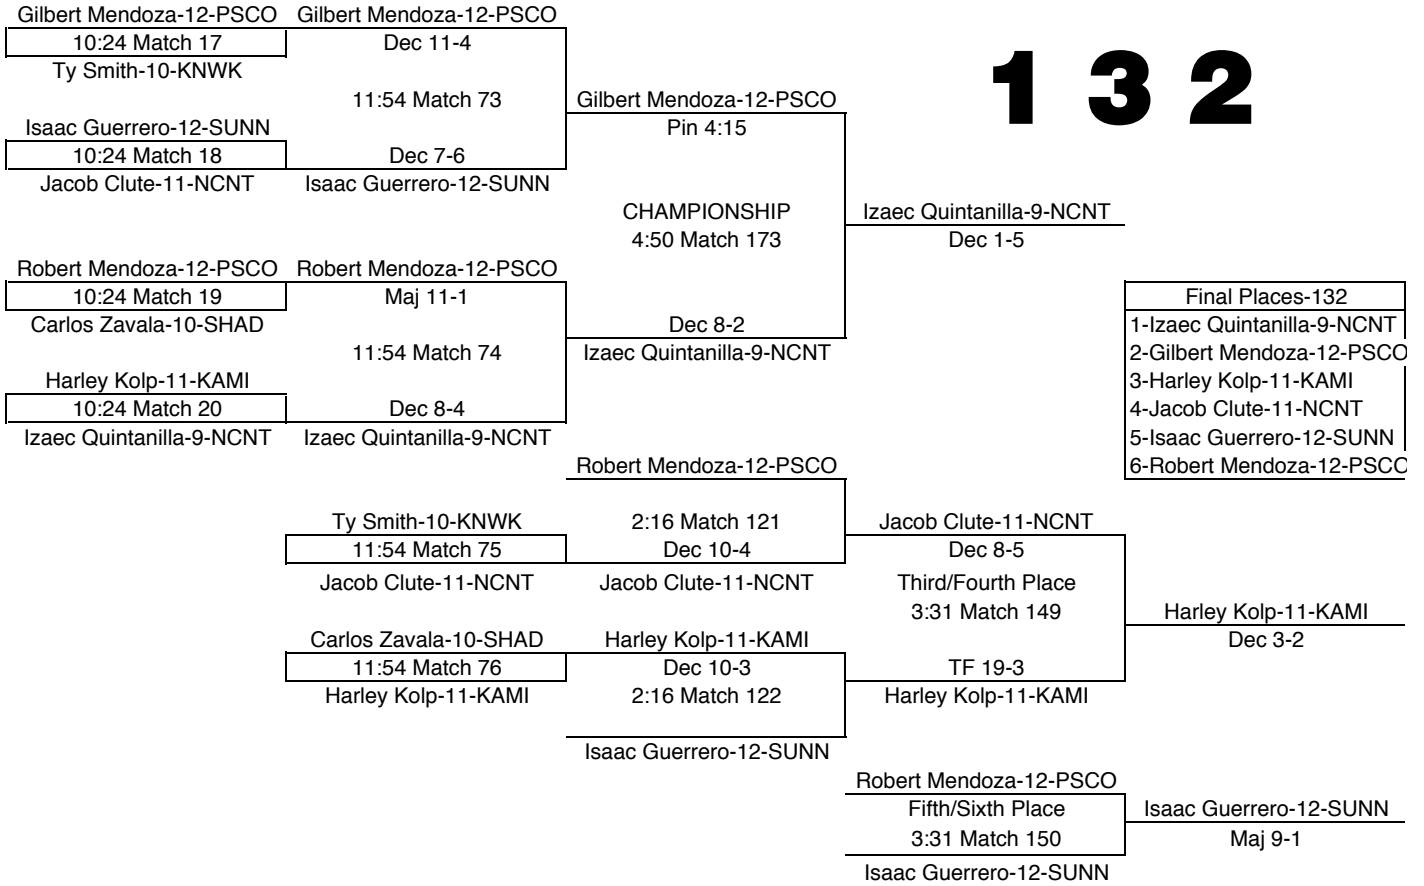 Gilbert Mendoza-12-PSCO Gilbert Mendoza-12-PSCO
10:24 Match 17 Dec 11-4
Ty Smith-10-KNWK
1 3 2
11:54 Match 73 Gilbert Mendoza-12-PSCO
Isaac Guerrero-12-SUNN Pin 4:15
10:24 Match 18 Dec 7-6
Jacob Clute-11-NCNT Isaac Guerrero-12-SUNN
CHAMPIONSHIP Izaec Quintanilla-9-NCNT
4:50 Match 173 Dec 1-5
Robert Mendoza-12-PSCO Robert Mendoza-12-PSCO
10:24 Match 19 Maj 11-1 Final Places-132
Carlos Zavala-10-SHAD Dec 8-2 1-Izaec Quintanilla-9-NCNT
11:54 Match 74 Izaec Quintanilla-9-NCNT 2-Gilbert Mendoza-12-PSCO
Harley Kolp-11-KAMI 3-Harley Kolp-11-KAMI
10:24 Match 20 Dec 8-4 4-Jacob Clute-11-NCNT
Izaec Quintanilla-9-NCNT Izaec Quintanilla-9-NCNT 5-Isaac Guerrero-12-SUNN
Robert Mendoza-12-PSCO 6-Robert Mendoza-12-PSCO
Ty Smith-10-KNWK 2:16 Match 121 Jacob Clute-11-NCNT
11:54 Match 75 Dec 10-4 Dec 8-5
Jacob Clute-11-NCNT Jacob Clute-11-NCNT Third/Fourth Place
3:31 Match 149 Harley Kolp-11-KAMI
Carlos Zavala-10-SHAD Harley Kolp-11-KAMI Dec 3-2
11:54 Match 76 Dec 10-3 TF 19-3
Harley Kolp-11-KAMI 2:16 Match 122 Harley Kolp-11-KAMI
Isaac Guerrero-12-SUNN
Robert Mendoza-12-PSCO
Fifth/Sixth Place Isaac Guerrero-12-SUNN
3:31 Match 150 Maj 9-1
Isaac Guerrero-12-SUNN